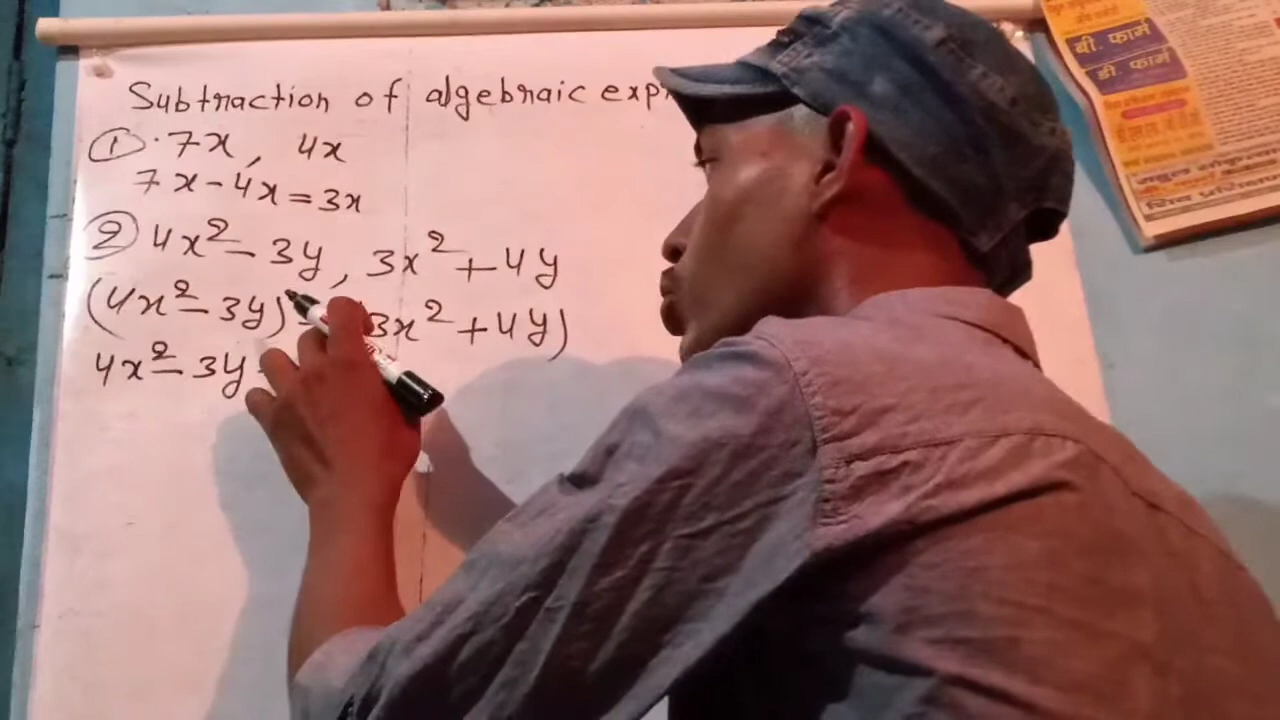 Subtraction of algebraic exp
① 7x, 4x
7x-4x=3x
② 4x²-3y, 3x²+4y
(4x²-3y)-(3x²+4y)
4x²-3y-
बी. फार्म
डी. फार्म